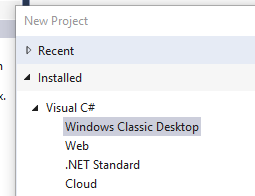 New Project
Recent
Installed
Visual C#
Windows Classic Desktop
Web
.NET Standard
Cloud